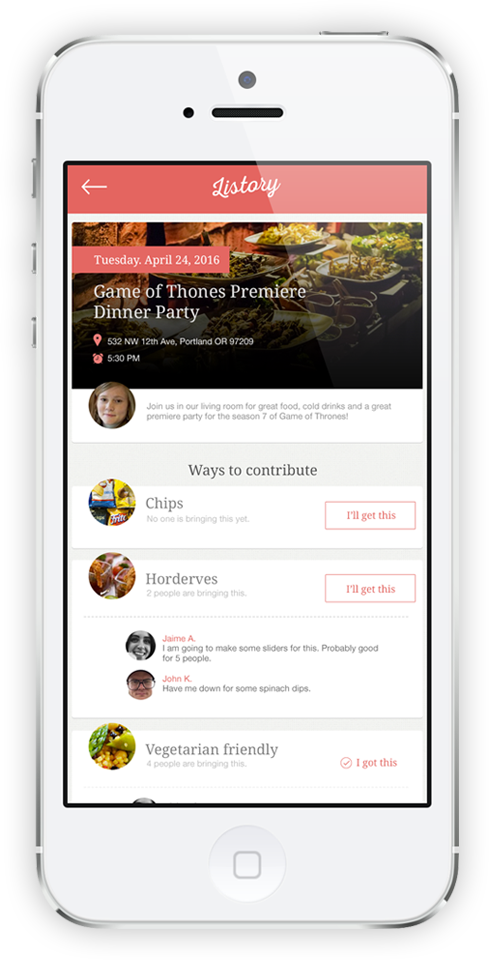 Listory
Tuesday. April 24, 2016
Game of Thones Premiere
Dinner Party
532 NW 12th Ave, Portland OR 97209
5:30 PM
Join us in our living room for great food, cold drinks and a great
premiere party for the season 7 of Game of Thrones!
Ways to contribute
Chips
No one is bringing this yet.
I'll get this
Horderves
2 people are bringing this.
I'll get this
Jaime A.
I am going to make some sliders for this. Probably good
for 5 people.
John K.
Have me down for some spinach dips.
Vegetarian friendly
4 people are bringing this.
I got this